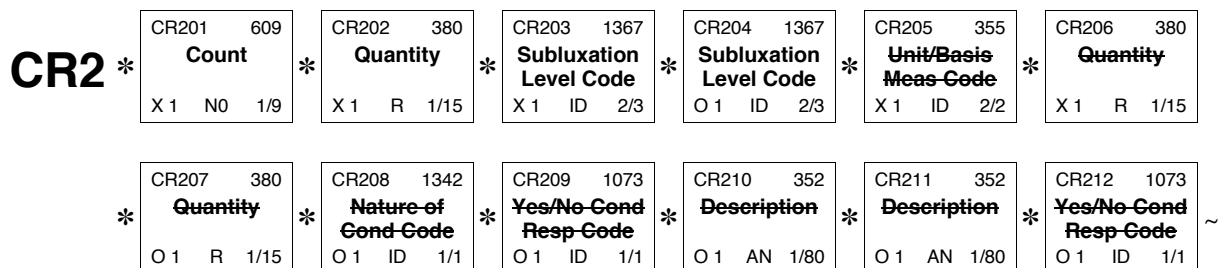 CR201 609 CR202 380 CR203 1367 CR204 1367 CR205 355 CR206 380
CR2 * Count * Quantity * Subluxation Level Code * Subluxation Level Code * Unit/Basis Meas Code * Quantity
X 1 N0 1/9 X 1 R 1/15 X 1 ID 2/3 O 1 ID 2/3 X 1 ID 2/2 X 1 R 1/15
CR207 380 CR208 1342 CR209 1073 CR210 352 CR211 352 CR212 1073
* Quantity * Nature of Cond Code * Yes/No Cond Resp Code * Description * Description * Yes/No Cond Resp Code ~
O 1 R 1/15 O 1 ID 1/1 O 1 ID 1/1 O 1 AN 1/80 O 1 AN 1/80 O 1 ID 1/1